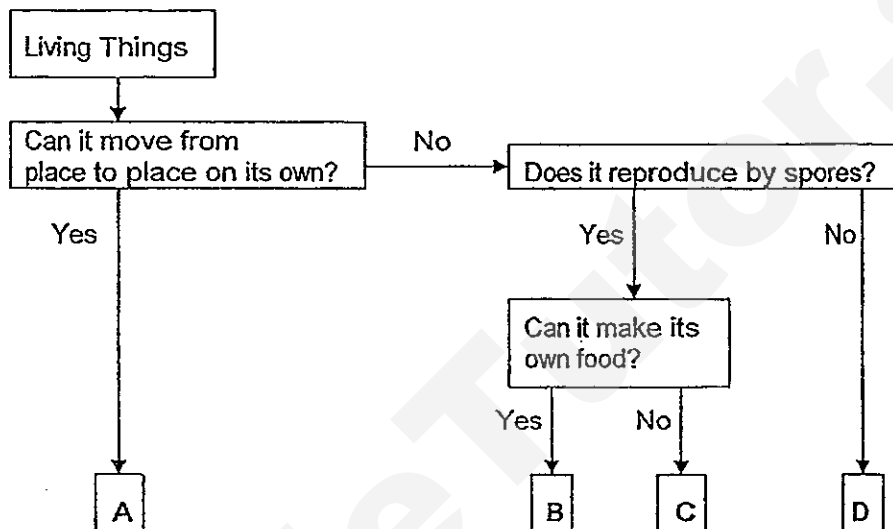 Living Things
Can it move from
place to place on its own?
No
Does it reproduce by spores?
Yes
Yes
No
Can it make its
own food?
Yes
No
A
B
C
D